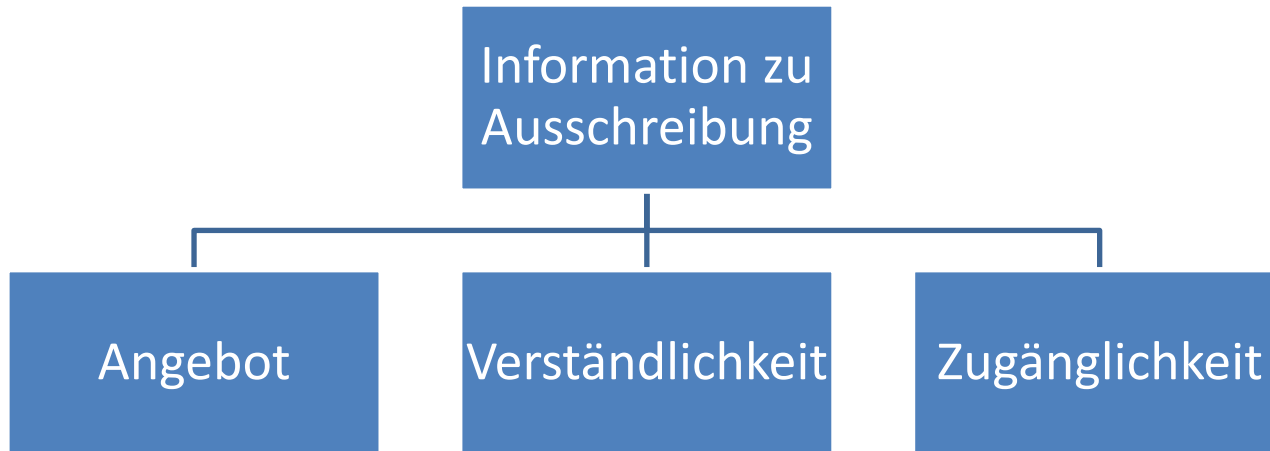 Information zu
Ausschreibung
Angebot
Verständlichkeit
Zugänglichkeit